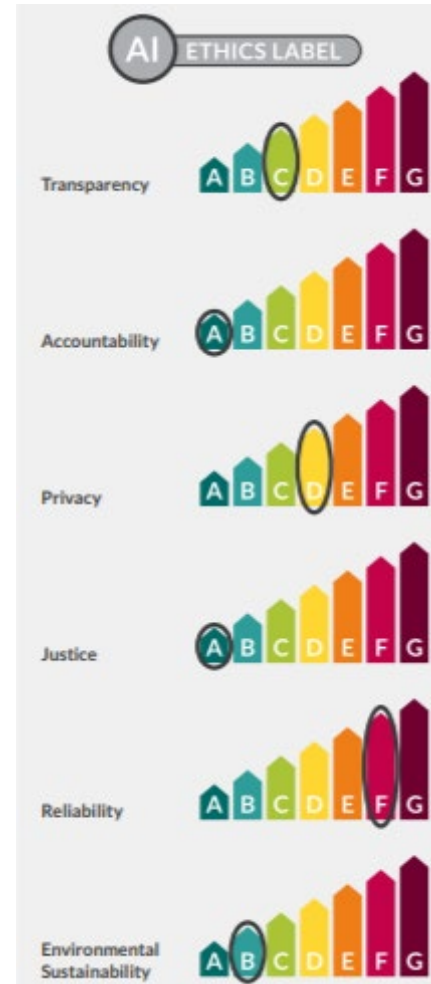 AI ETHICS LABEL
Transparency A B C D E F G
Accountability A B C D E F G
Privacy A B C D E F G
Justice A B C D E F G
Reliability A B C D E F G
Environmental
Sustainability A B C D E F G